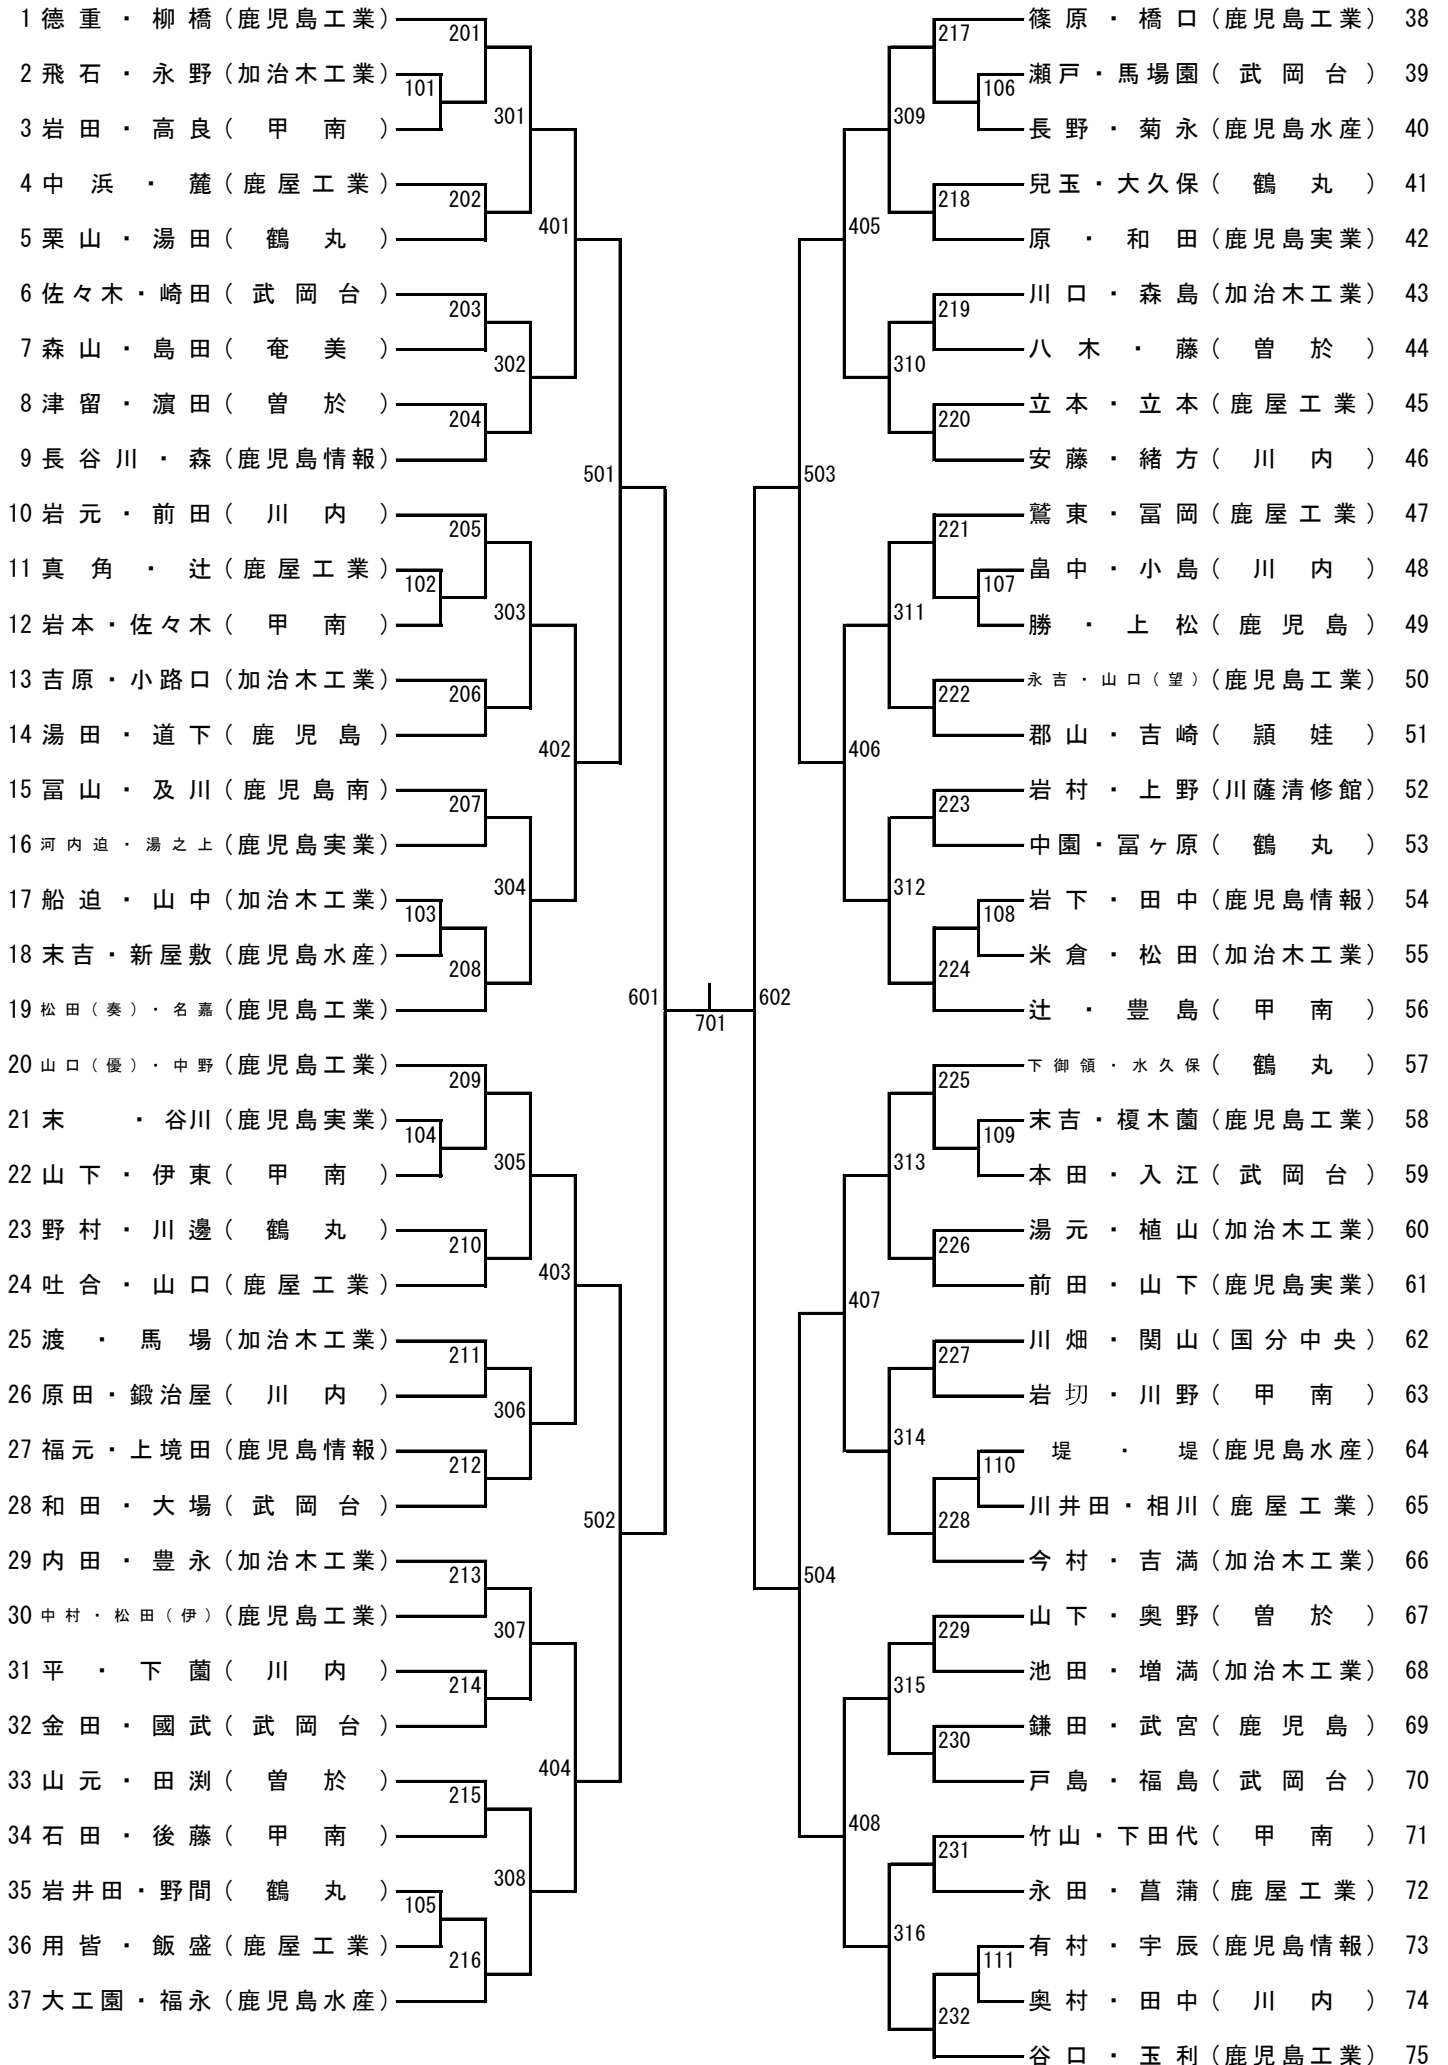 1 德重・柳橋(鹿児島工業)
201
2 飛石・永野(加治木工業)
101
3 岩田・高良(甲南)
301
4 中浜・麓(鹿屋工業)
202
5 栗山・湯田(鶴丸)
401
6 佐々木・崎田(武岡台)
203
7 森山・島田(奄美)
302
8 津留・濵田(曽於)
204
9 長谷川・森(鹿児島情報)
501
10 岩元・前田(川内)
205
11 真角・辻(鹿屋工業)
102
12 岩本・佐々木(甲南)
303
13 吉原・小路口(加治木工業)
206
14 湯田・道下(鹿児島)
402
15 冨山・及川(鹿児島南)
207
16 河内迫・湯之上(鹿児島実業)
304
17 船迫・山中(加治木工業)
103
18 末吉・新屋敷(鹿児島水産)
208
19 松田(奏)・名嘉(鹿児島工業)
601
701
20 山口(優)・中野(鹿児島工業)
209
21 末・谷川(鹿児島実業)
104
22 山下・伊東(甲南)
305
23 野村・川邊(鶴丸)
210
24 吐合・山口(鹿屋工業)
403
25 渡・馬場(加治木工業)
211
26 原田・鍛治屋(川内)
306
27 福元・上境田(鹿児島情報)
212
28 和田・大場(武岡台)
502
29 内田・豊永(加治木工業)
213
30 中村・松田(伊)(鹿児島工業)
307
31 平・下薗(川内)
214
32 金田・國武(武岡台)
404
33 山元・田渕(曽於)
215
34 石田・後藤(甲南)
308
35 岩井田・野間(鶴丸)
105
36 用皆・飯盛(鹿屋工業)
216
37 大工園・福永(鹿児島水産)
篠原・橋口(鹿児島工業) 38
217
瀬戸・馬場園(武岡台) 39
106
長野・菊永(鹿児島水産) 40
309
兒玉・大久保(鶴丸) 41
218
原・和田(鹿児島実業) 42
405
川口・森島(加治木工業) 43
219
八木・藤(曽於) 44
310
立本・立本(鹿屋工業) 45
220
安藤・緒方(川内) 46
503
鷲東・冨岡(鹿屋工業) 47
221
畠中・小島(川内) 48
107
勝・上松(鹿児島) 49
311
永吉・山口(望)(鹿児島工業) 50
222
郡山・吉崎(頴娃) 51
406
岩村・上野(川薩清修館) 52
223
中園・冨ヶ原(鶴丸) 53
312
岩下・田中(鹿児島情報) 54
108
米倉・松田(加治木工業) 55
224
辻・豊島(甲南) 56
602
下御領・水久保(鶴丸) 57
225
末吉・榎木薗(鹿児島工業) 58
109
本田・入江(武岡台) 59
313
湯元・植山(加治木工業) 60
226
前田・山下(鹿児島実業) 61
407
川畑・関山(国分中央) 62
227
岩切・川野(甲南) 63
314
堤・堤(鹿児島水産) 64
110
川井田・相川(鹿屋工業) 65
228
今村・吉満(加治木工業) 66
504
山下・奥野(曽於) 67
229
池田・増満(加治木工業) 68
315
鎌田・武宮(鹿児島) 69
230
戸島・福島(武岡台) 70
408
竹山・下田代(甲南) 71
231
永田・菖蒲(鹿屋工業) 72
316
有村・宇辰(鹿児島情報) 73
111
奥村・田中(川内) 74
232
谷口・玉利(鹿児島工業) 75